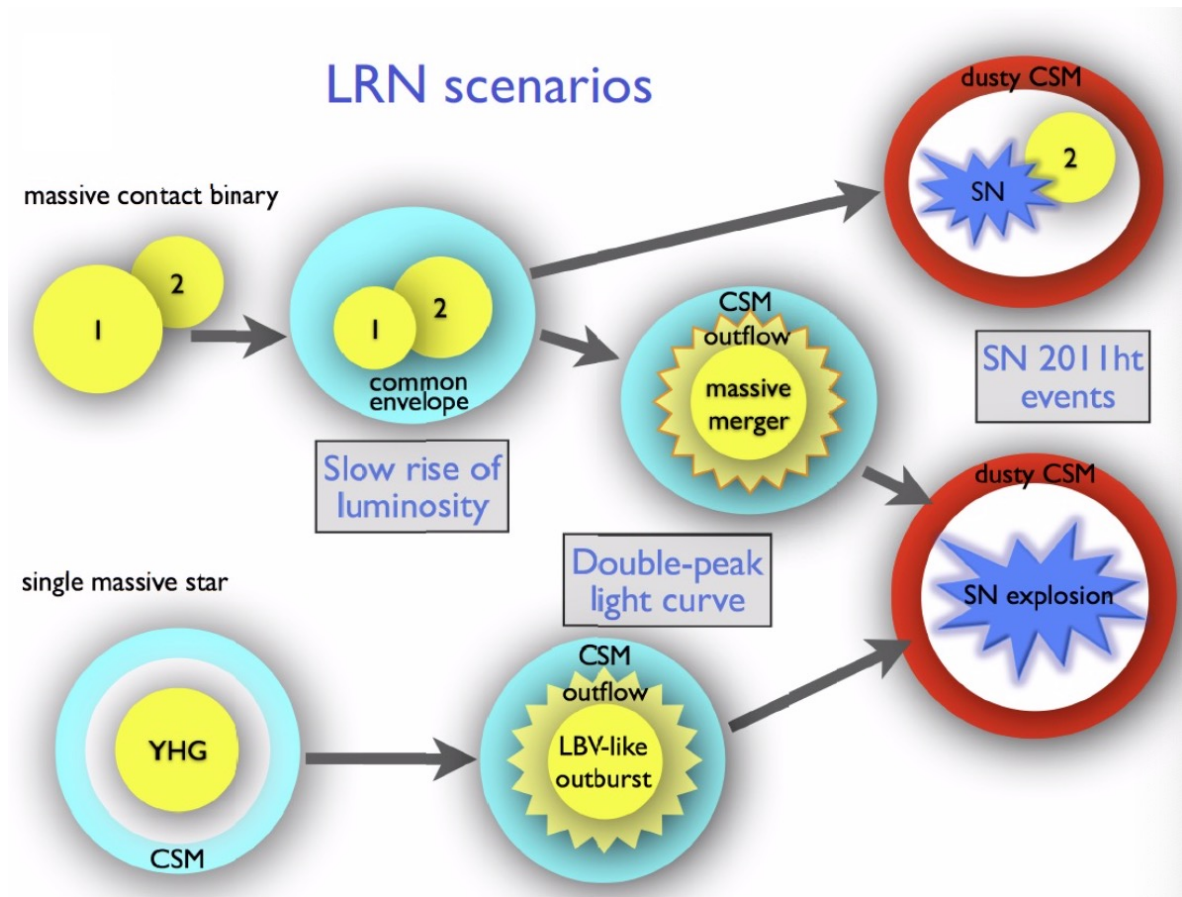 LRN scenarios
massive contact binary
1
2
1
2
common
envelope
Slow rise of
luminosity
dusty CSM
SN
2
CSM
outflow
massive
merger
SN 2011ht
events
single massive star
YHG
CSM
Double-peak
light curve
CSM
outflow
LBV-like
outburst
dusty CSM
SN explosion